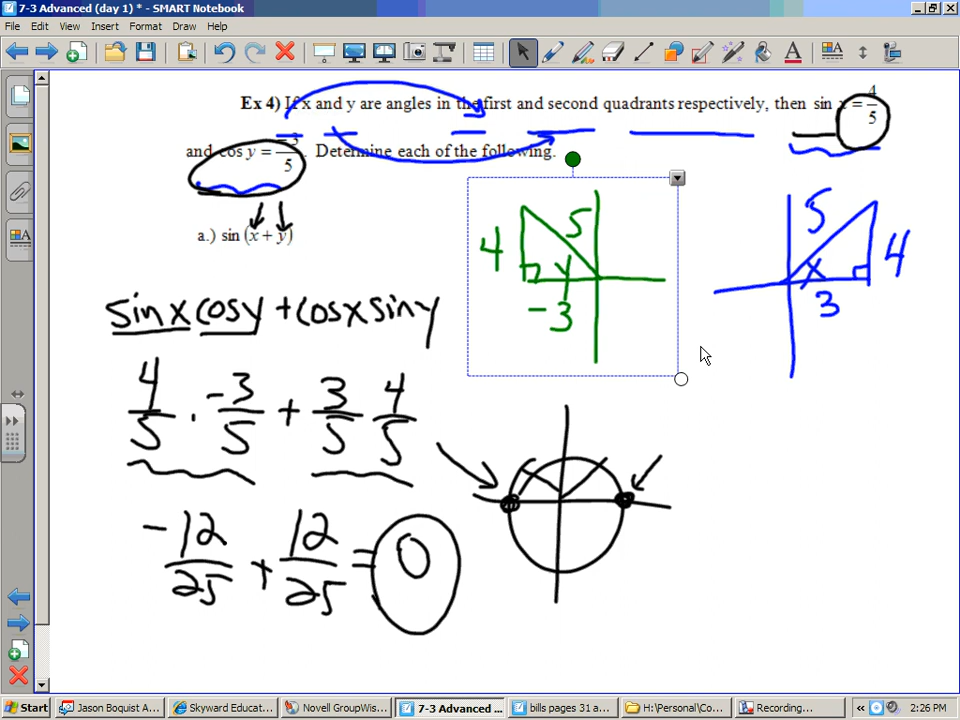 7-3 Advanced (day 1) * - SMART Notebook
File Edit View Insert Format Draw Help
Ex 4) If x and y are angles in the first and second quadrants respectively, then sin x = 4/5
and cos y = -3/5. Determine each of the following.
a.) sin (x + y)
4 5 y -3
5 4 x 3
sinx cosy + cosx siny
4/5 · -3/5 + 3/5 4/5
-12/25 + 12/25 = 0
Start Jason Boquist A... Skyward Educat... Novell GroupWis... 7-3 Advanced ... bills pages 31 a... H:\Personal\Co... Recording... 2:26 PM